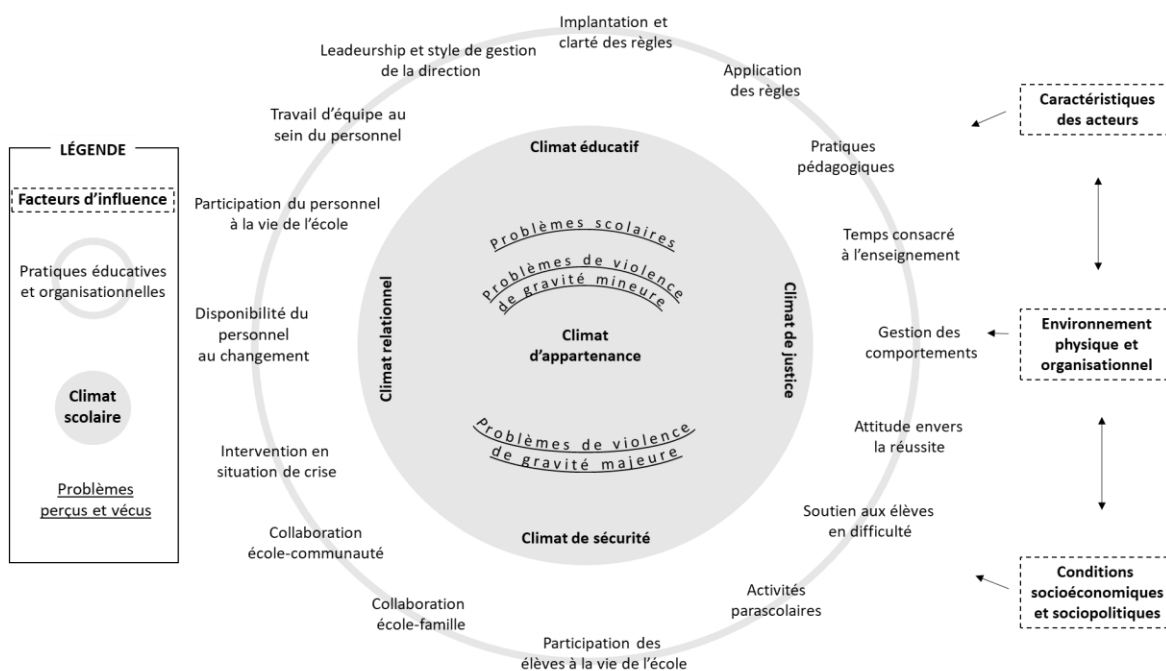 LÉGENDE
Facteurs d’influence
Pratiques éducatives
et organisationnelles
Climat
scolaire
Problèmes
perçus et vécus
Implantation et
clarté des règles
Application
des règles
Pratiques
pédagogiques
Temps consacré
à l’enseignement
Gestion des
comportements
Attitude envers
la réussite
Soutien aux élèves
en difficulté
Activités
parascolaires
Participation des
élèves à la vie de l’école
Collaboration
école-famille
Collaboration
école-communauté
Intervention en
situation de crise
Disponibilité du
personnel
au changement
Participation du personnel
à la vie de l’école
Travail d’équipe au
sein du personnel
Leadeurship et style de gestion
de la direction
Climat éducatif
Problèmes scolaires
Problèmes de violence
de gravité mineure
Climat relationnel
Climat
d’appartenance
Climat de justice
Problèmes de violence
de gravité majeure
Climat de sécurité
Caractéristiques
des acteurs
Environnement
physique et
organisationnel
Conditions
socioéconomiques
et sociopolitiques